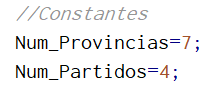 //Constantes
Num_Provincias=7;
Num_Partidos=4;